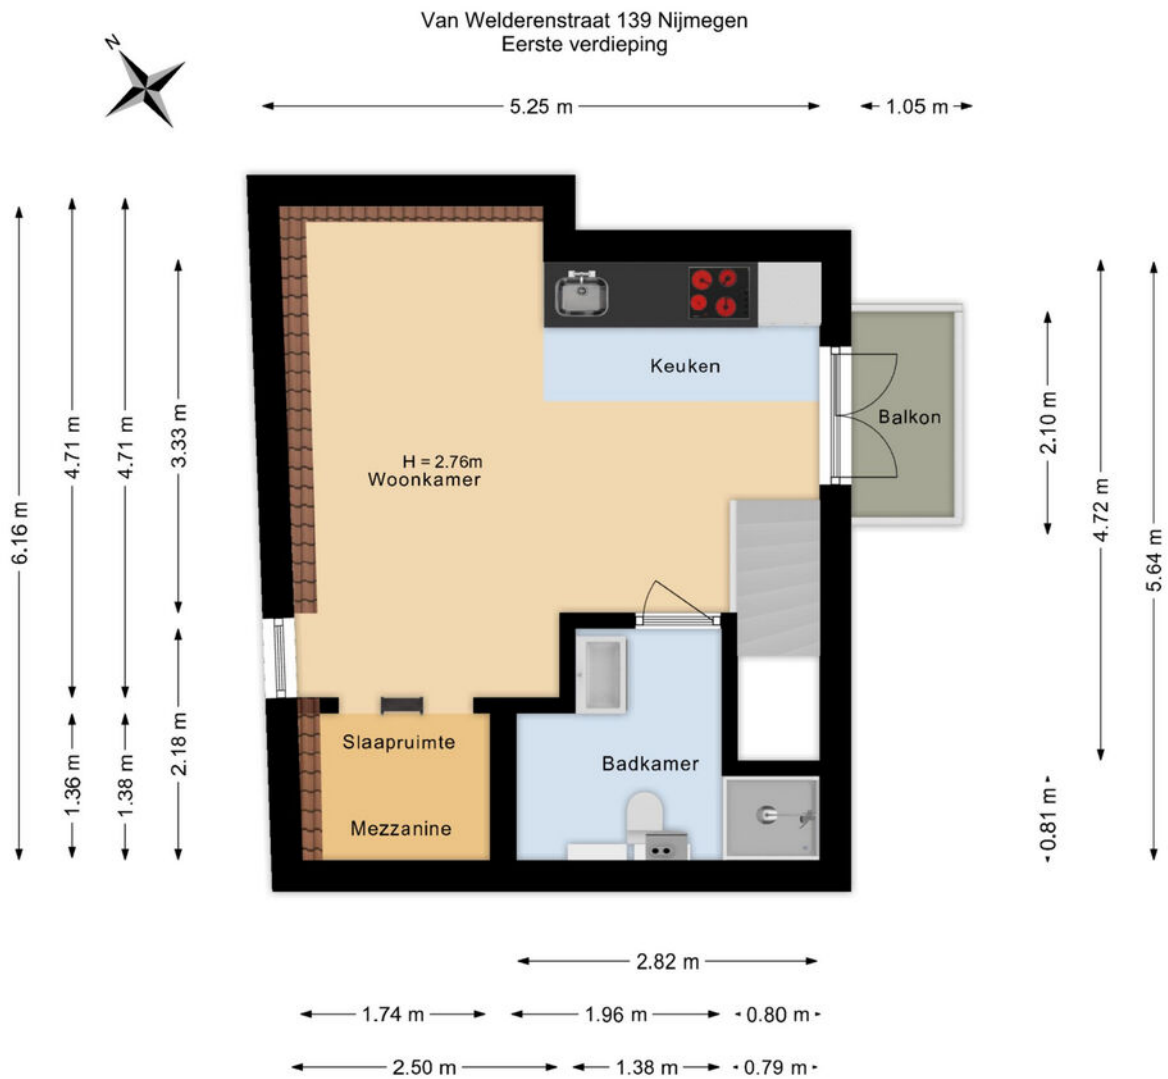 Van Welderenstraat 139 Nijmegen
Eerste verdieping
N
5.25 m
1.05 m
6.16 m
4.71 m
4.71 m
3.33 m
1.36 m
1.38 m
2.18 m
Keuken
Balkon
H = 2.76m
Woonkamer
Slaapruimte
Mezzanine
Badkamer
2.10 m
4.72 m
5.64 m
0.81 m
2.82 m
1.74 m
1.96 m
0.80 m
2.50 m
1.38 m
0.79 m